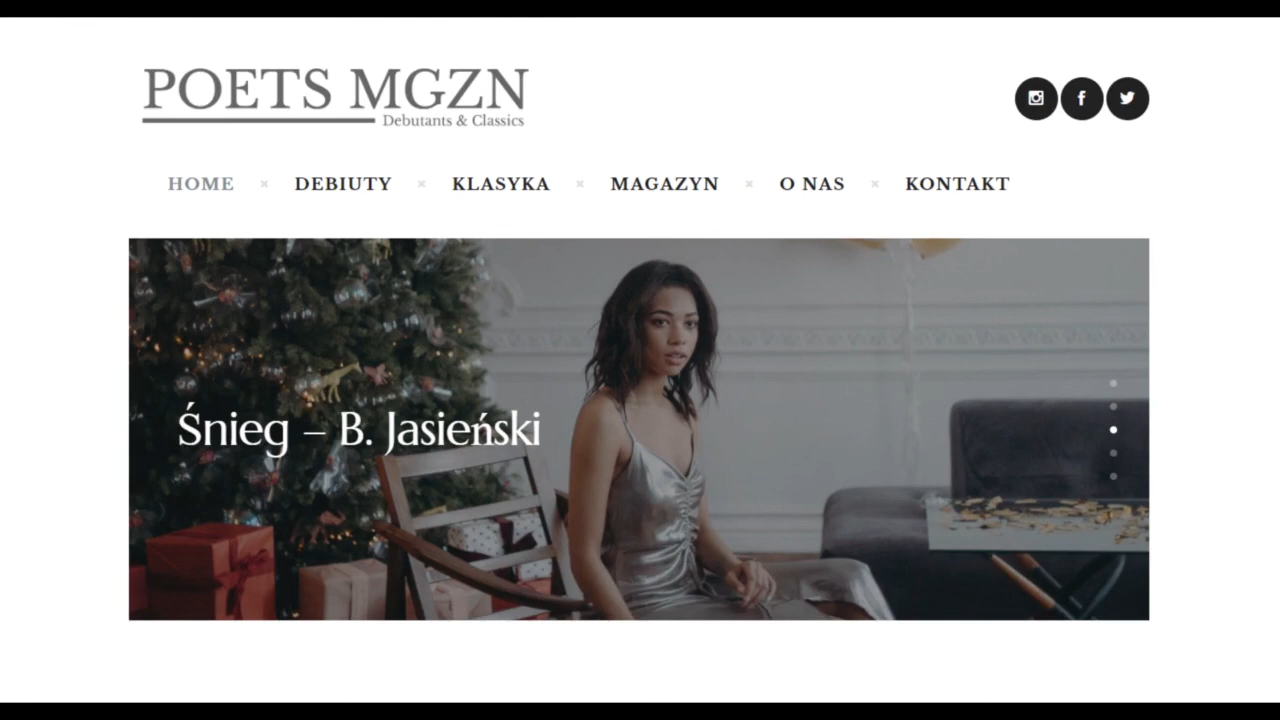 POETS MGZN
Debutants & Classics
HOME DEBIUTY KLASYKA MAGAZYN O NAS KONTAKT
Śnieg – B. Jasieński